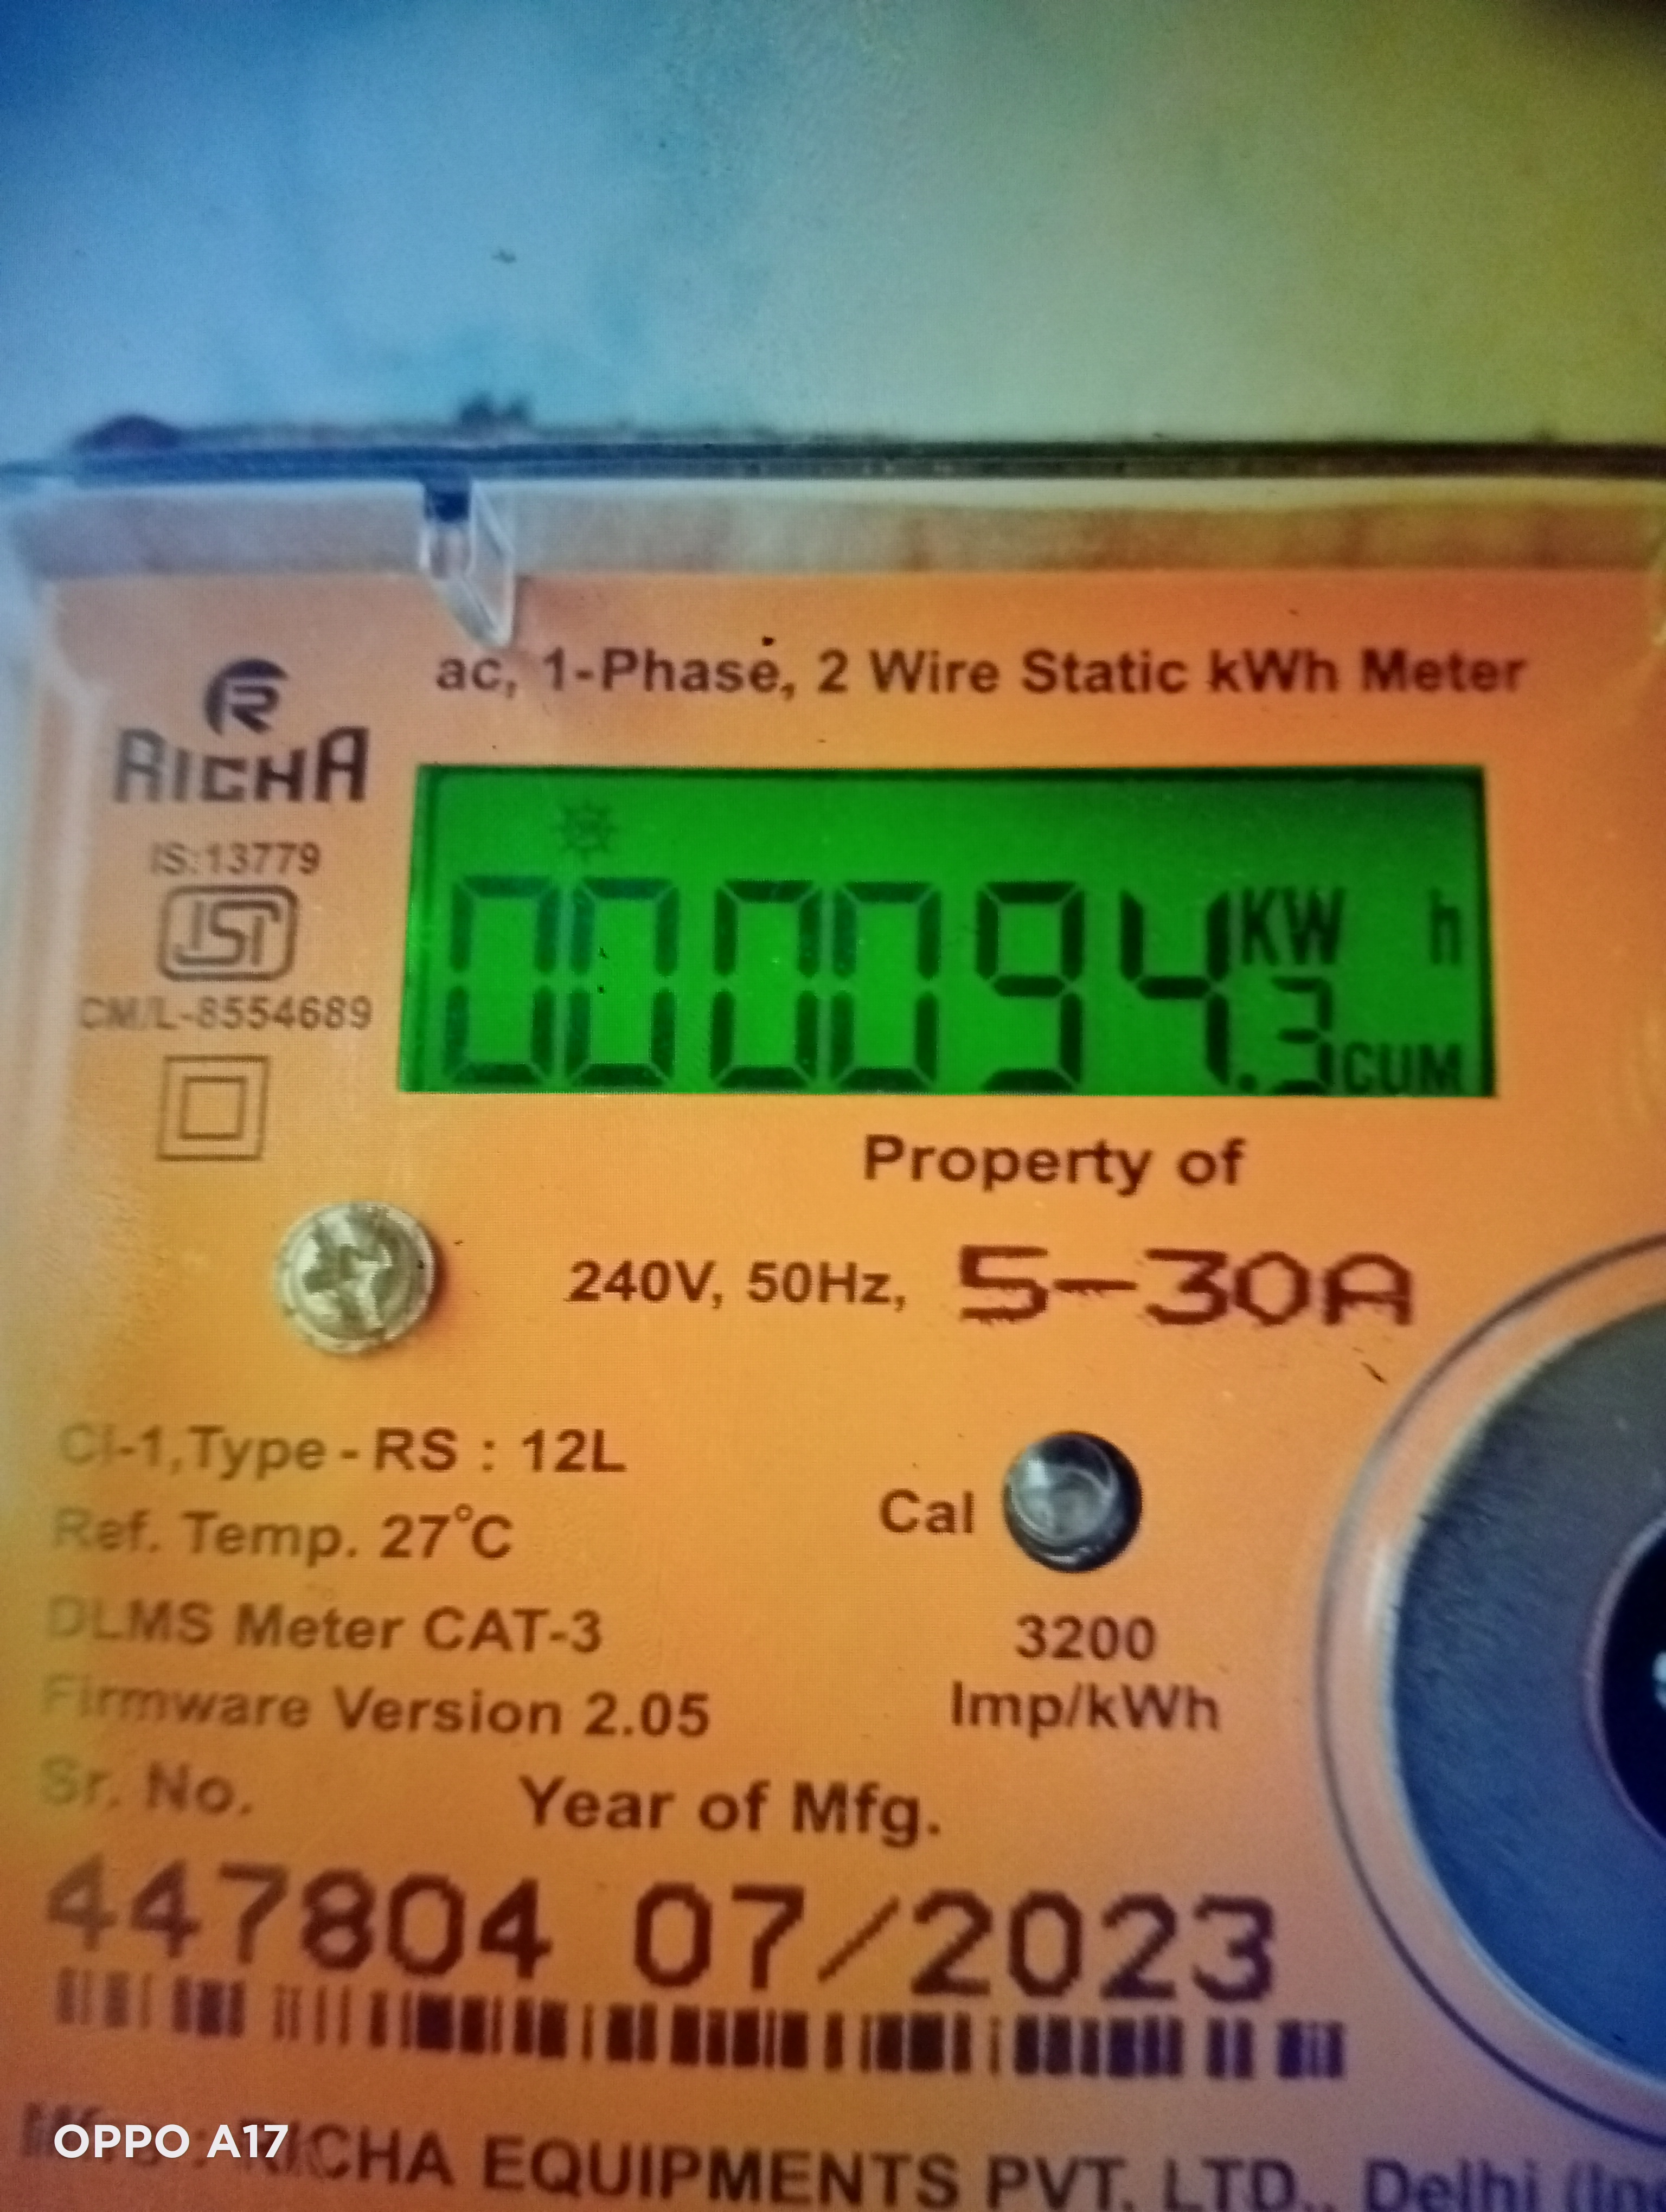 ac, 1-Phase, 2 Wire Static kWh Meter
RICHA
IS:13779
ISI
CM/L-8554689
000094.3 KW h
CUM
Property of
240V, 50Hz, 5-30A
Cl-1,Type - RS : 12L
Ref. Temp. 27°C
Cal
DLMS Meter CAT-3
3200
Firmware Version 2.05
Imp/kWh
Sr. No. Year of Mfg.
447804 07/2023
RICHA EQUIPMENTS PVT. LTD., Delhi
OPPO A17